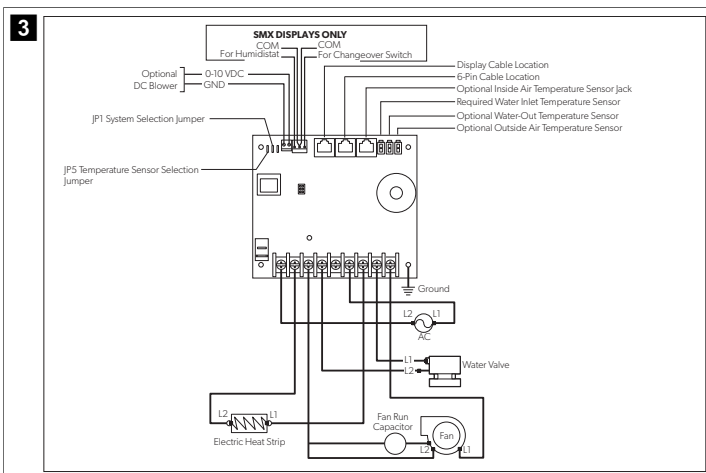 3
SMX DISPLAYS ONLY
COM
COM
For Humidistat
For Changeover Switch
Optional
DC Blower
0-10 VDC
GND
Display Cable Location
6-Pin Cable Location
Optional Inside Air Temperature Sensor Jack
Required Water Inlet Temperature Sensor
Optional Water-Out Temperature Sensor
Optional Outside Air Temperature Sensor
JP1 System Selection Jumper
JP5 Temperature Sensor Selection
Jumper
Ground
L2
L1
AC
L1
L2
Water Valve
L2
L1
Electric Heat Strip
Fan Run
Capacitor
Fan
L2
L1